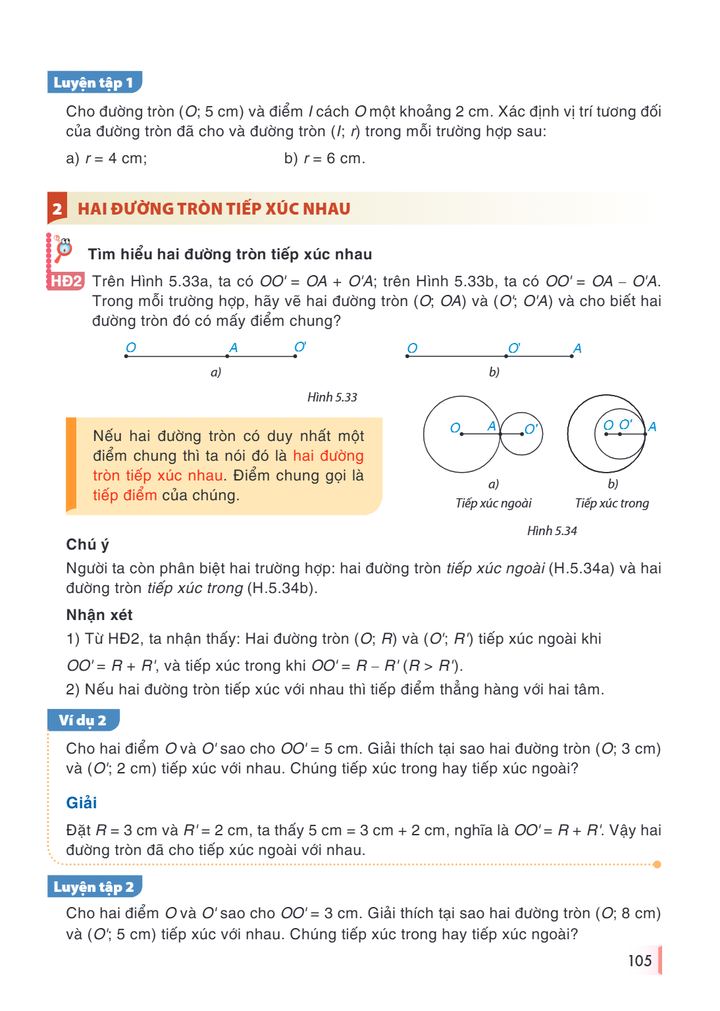 Luyện tập 1
Cho đường tròn (O; 5 cm) và điểm I cách O một khoảng 2 cm. Xác định vị trí tương đối
của đường tròn đã cho và đường tròn (I; r) trong mỗi trường hợp sau:
a) r = 4 cm; b) r = 6 cm.
2 HAI ĐƯỜNG TRÒN TIẾP XÚC NHAU
Tìm hiểu hai đường tròn tiếp xúc nhau
HĐ2 Trên Hình 5.33a, ta có OO' = OA + O'A; trên Hình 5.33b, ta có OO' = OA – O'A.
Trong mỗi trường hợp, hãy vẽ hai đường tròn (O; OA) và (O'; O'A) và cho biết hai
đường tròn đó có mấy điểm chung?
O A O' O O' A
a) b)
Hình 5.33
Nếu hai đường tròn có duy nhất một
điểm chung thì ta nói đó là hai đường
tròn tiếp xúc nhau. Điểm chung gọi là
tiếp điểm của chúng.
O A O' O O' A
a) b)
Tiếp xúc ngoài Tiếp xúc trong
Hình 5.34
Chú ý
Người ta còn phân biệt hai trường hợp: hai đường tròn tiếp xúc ngoài (H.5.34a) và hai
đường tròn tiếp xúc trong (H.5.34b).
Nhận xét
1) Từ HĐ2, ta nhận thấy: Hai đường tròn (O; R) và (O'; R') tiếp xúc ngoài khi
OO' = R + R', và tiếp xúc trong khi OO' = R – R' (R > R').
2) Nếu hai đường tròn tiếp xúc với nhau thì tiếp điểm thẳng hàng với hai tâm.
Ví dụ 2
Cho hai điểm O và O' sao cho OO' = 5 cm. Giải thích tại sao hai đường tròn (O; 3 cm)
và (O'; 2 cm) tiếp xúc với nhau. Chúng tiếp xúc trong hay tiếp xúc ngoài?
Giải
Đặt R = 3 cm và R' = 2 cm, ta thấy 5 cm = 3 cm + 2 cm, nghĩa là OO' = R + R'. Vậy hai
đường tròn đã cho tiếp xúc ngoài với nhau.
Luyện tập 2
Cho hai điểm O và O' sao cho OO' = 3 cm. Giải thích tại sao hai đường tròn (O; 8 cm)
và (O'; 5 cm) tiếp xúc với nhau. Chúng tiếp xúc trong hay tiếp xúc ngoài?
105